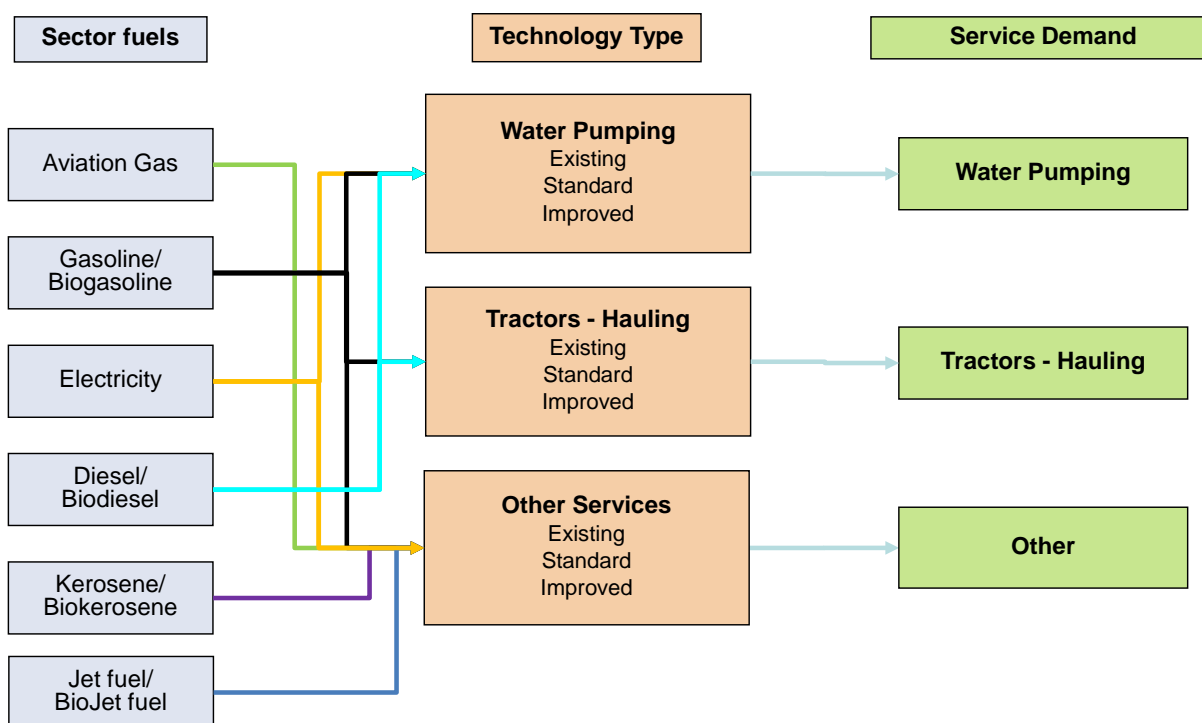 Sector fuels
Technology Type
Service Demand
Aviation Gas
Gasoline/
Biogasoline
Electricity
Diesel/
Biodiesel
Kerosene/
Biokerosene
Jet fuel/
BioJet fuel
Water Pumping
Existing
Standard
Improved
Tractors - Hauling
Existing
Standard
Improved
Other Services
Existing
Standard
Improved
Water Pumping
Tractors - Hauling
Other